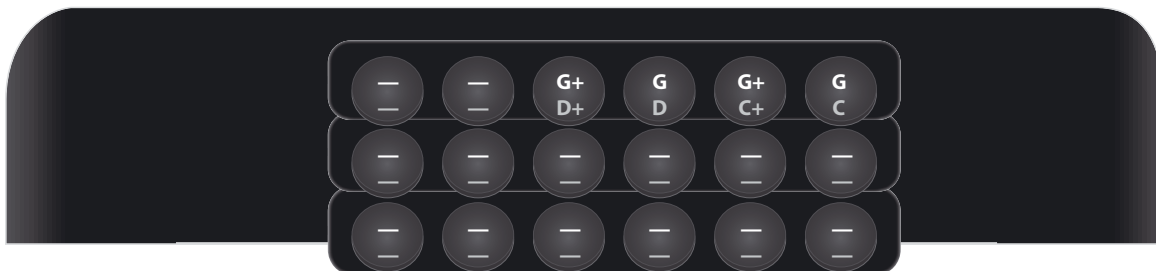 — — G+ G G+ G
— — D+ D C+ C
— — — — — —
— — — — — —
— — — — — —
— — — — — —